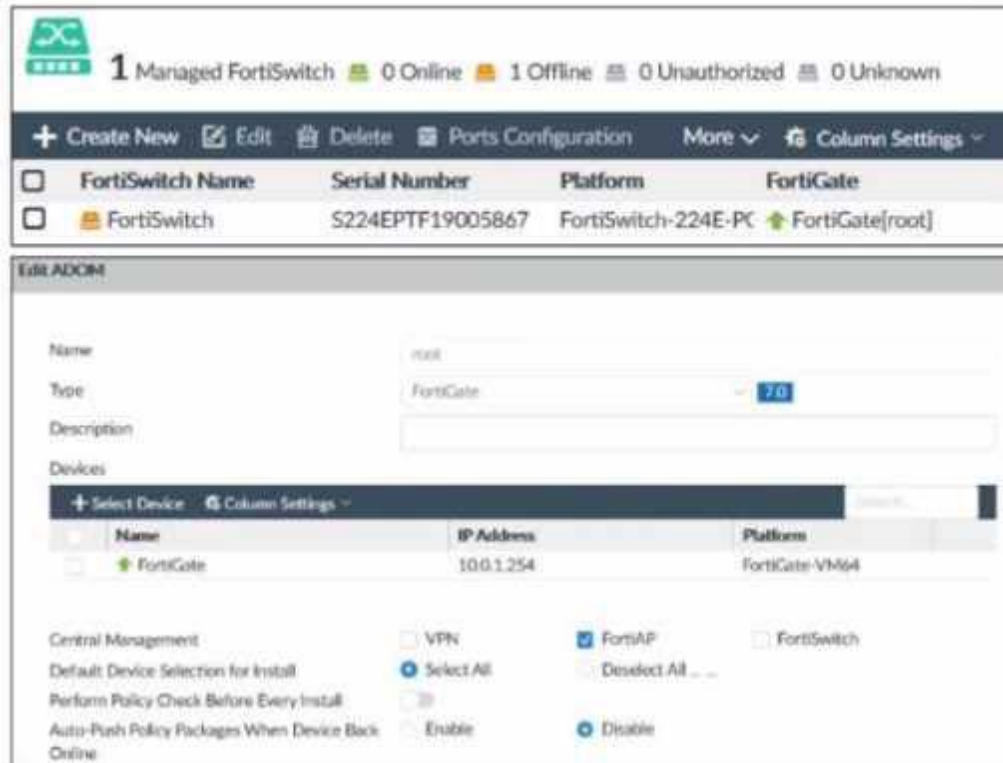 1 Managed FortiSwitch 0 Online 1 Offline 0 Unauthorized 0 Unknown
+ Create New Edit Delete Ports Configuration More Column Settings
FortiSwitch Name Serial Number Platform FortiGate
FortiSwitch S224EPTF19005867 FortiSwitch-224E-PC FortiGate[root]
Edit ADOM
Name root
Type FortiGate 7.0
Description
Devices
+ Select Device Column Settings
Search...
Name IP Address Platform
FortiGate 10.0.1.254 FortiGate-VM64
Central Management VPN FortiAP FortiSwitch
Default Device Selection for Install Select All Deselect All ... ...
Perform Policy Check Before Every Install
Auto-Push Policy Packages When Device Back Enable Disable
Online